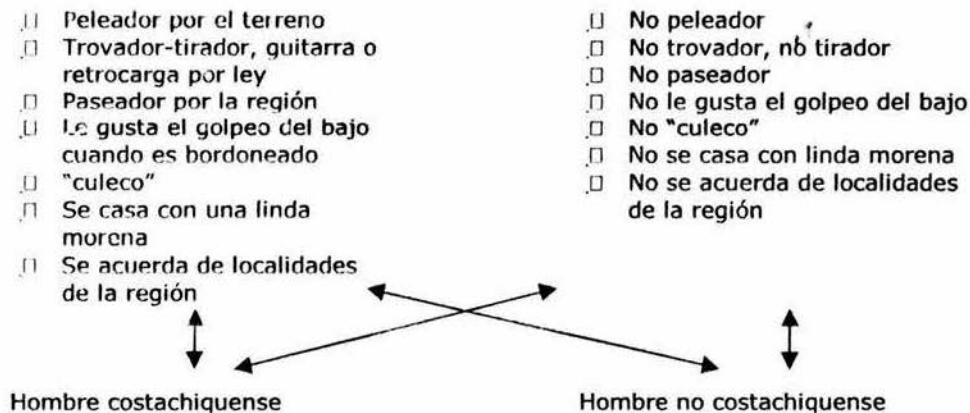 Peleador por el terreno
Trovador-tirador, guitarra o
retrocarga por ley
Paseador por la región
Le gusta el golpeo del bajo
cuando es bordoneado
"culeco"
Se casa con una linda
morena
Se acuerda de localidades
de la región
No peleador
No trovador, no tirador
No paseador
No le gusta el golpeo del bajo
No "culeco"
No se casa con linda morena
No se acuerda de localidades
de la región
Hombre costachiquense
Hombre no costachiquense